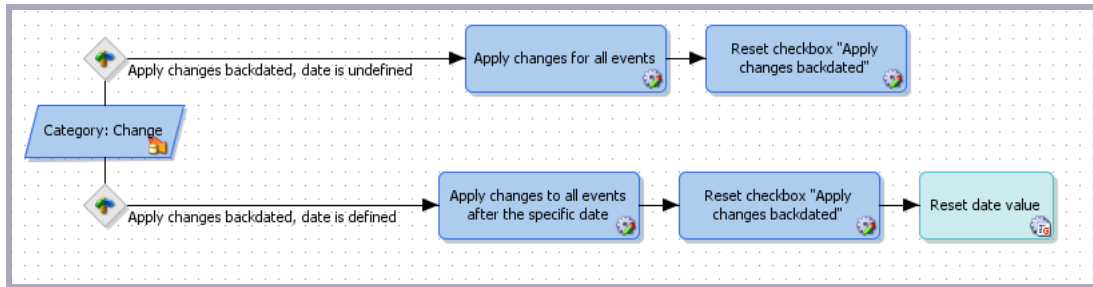 Apply changes backdated, date is undefined
Apply changes for all events
Reset checkbox "Apply
changes backdated"
Category: Change
Apply changes backdated, date is defined
Apply changes to all events
after the specific date
Reset checkbox "Apply
changes backdated"
Reset date value